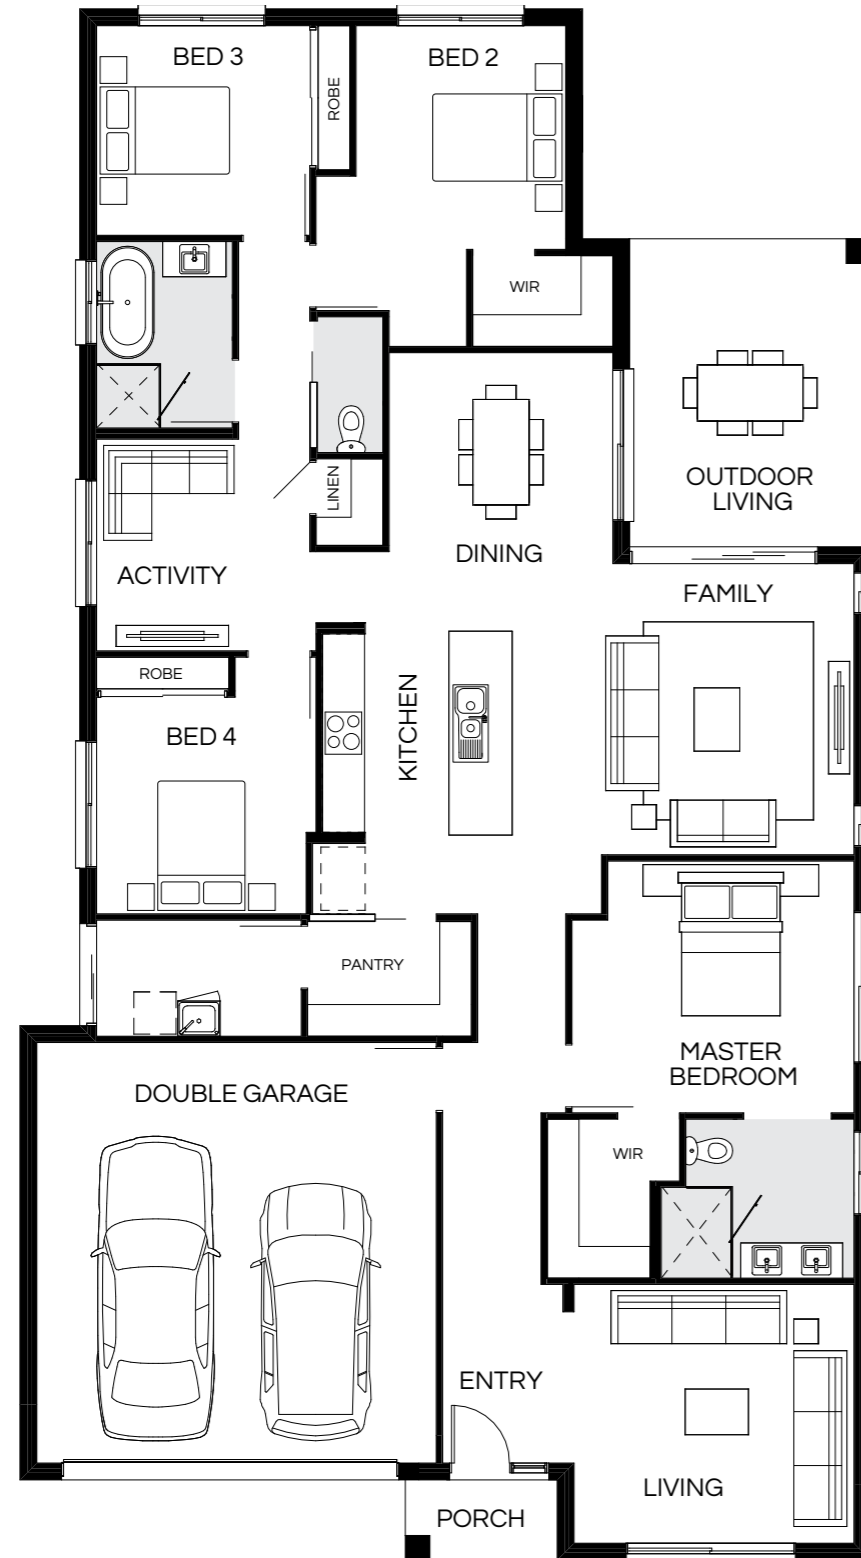 BED 3
BED 2
ROBE
WIR
OUTDOOR
LIVING
LINEN
DINING
ACTIVITY
FAMILY
ROBE
KITCHEN
BED 4
PANTRY
MASTER
BEDROOM
DOUBLE GARAGE
WIR
ENTRY
LIVING
PORCH